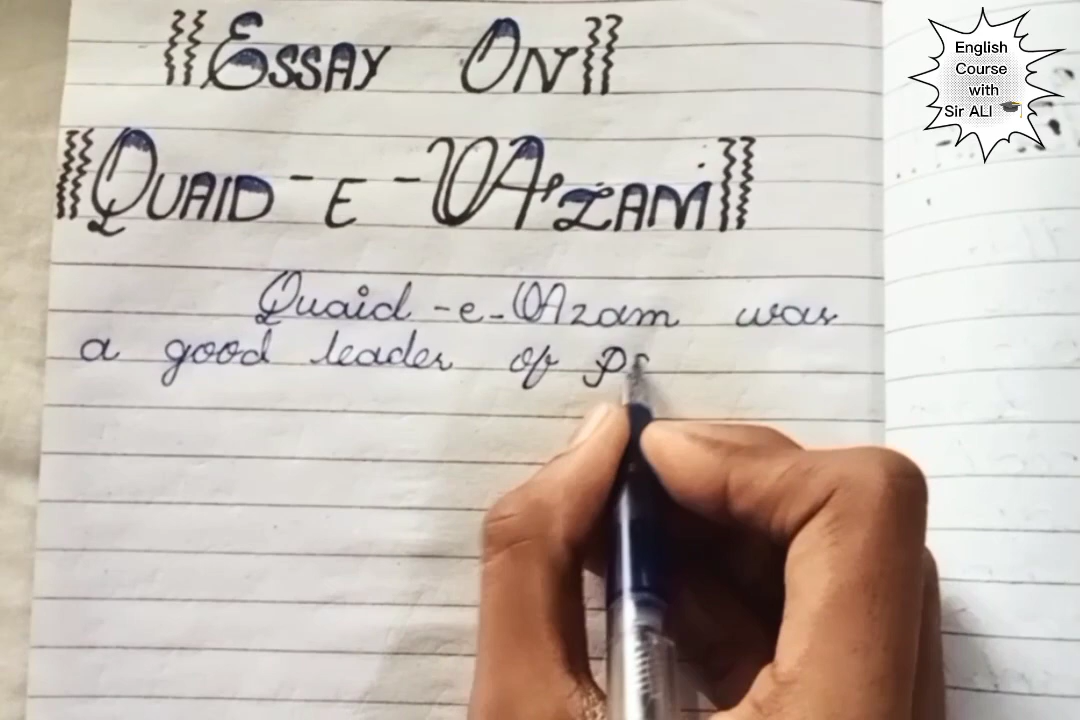 ESSAY ON
QUAID-E-AZAM
Quaid-e-Azam was
a good leader of
English
Course
with
Sir ALI 🎓